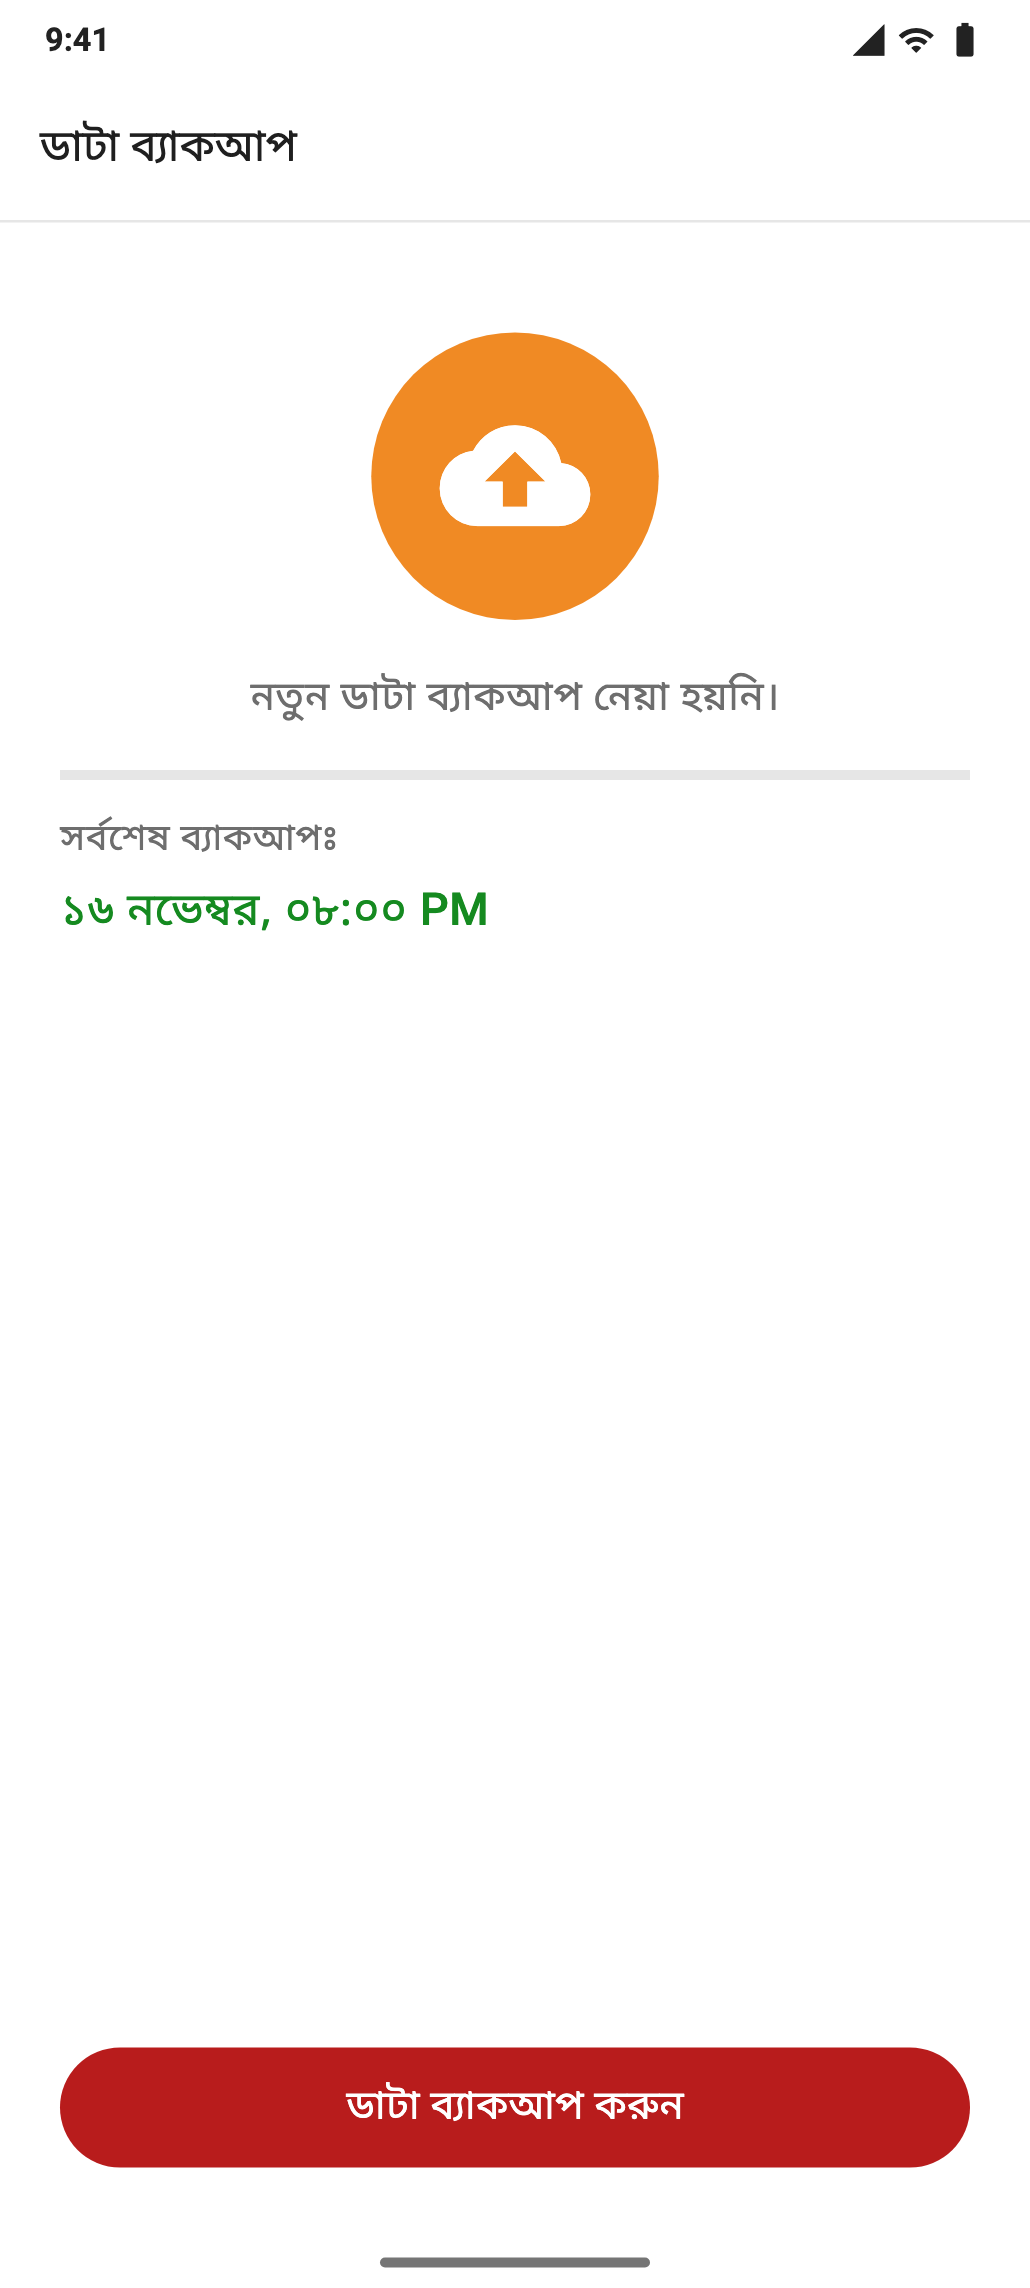 9:41
ডাটা ব্যাকআপ
নতুন ডাটা ব্যাকআপ নেয়া হয়নি।
সর্বশেষ ব্যাকআপঃ
১৬ নভেম্বর, ০৮:০০ PM
ডাটা ব্যাকআপ করুন